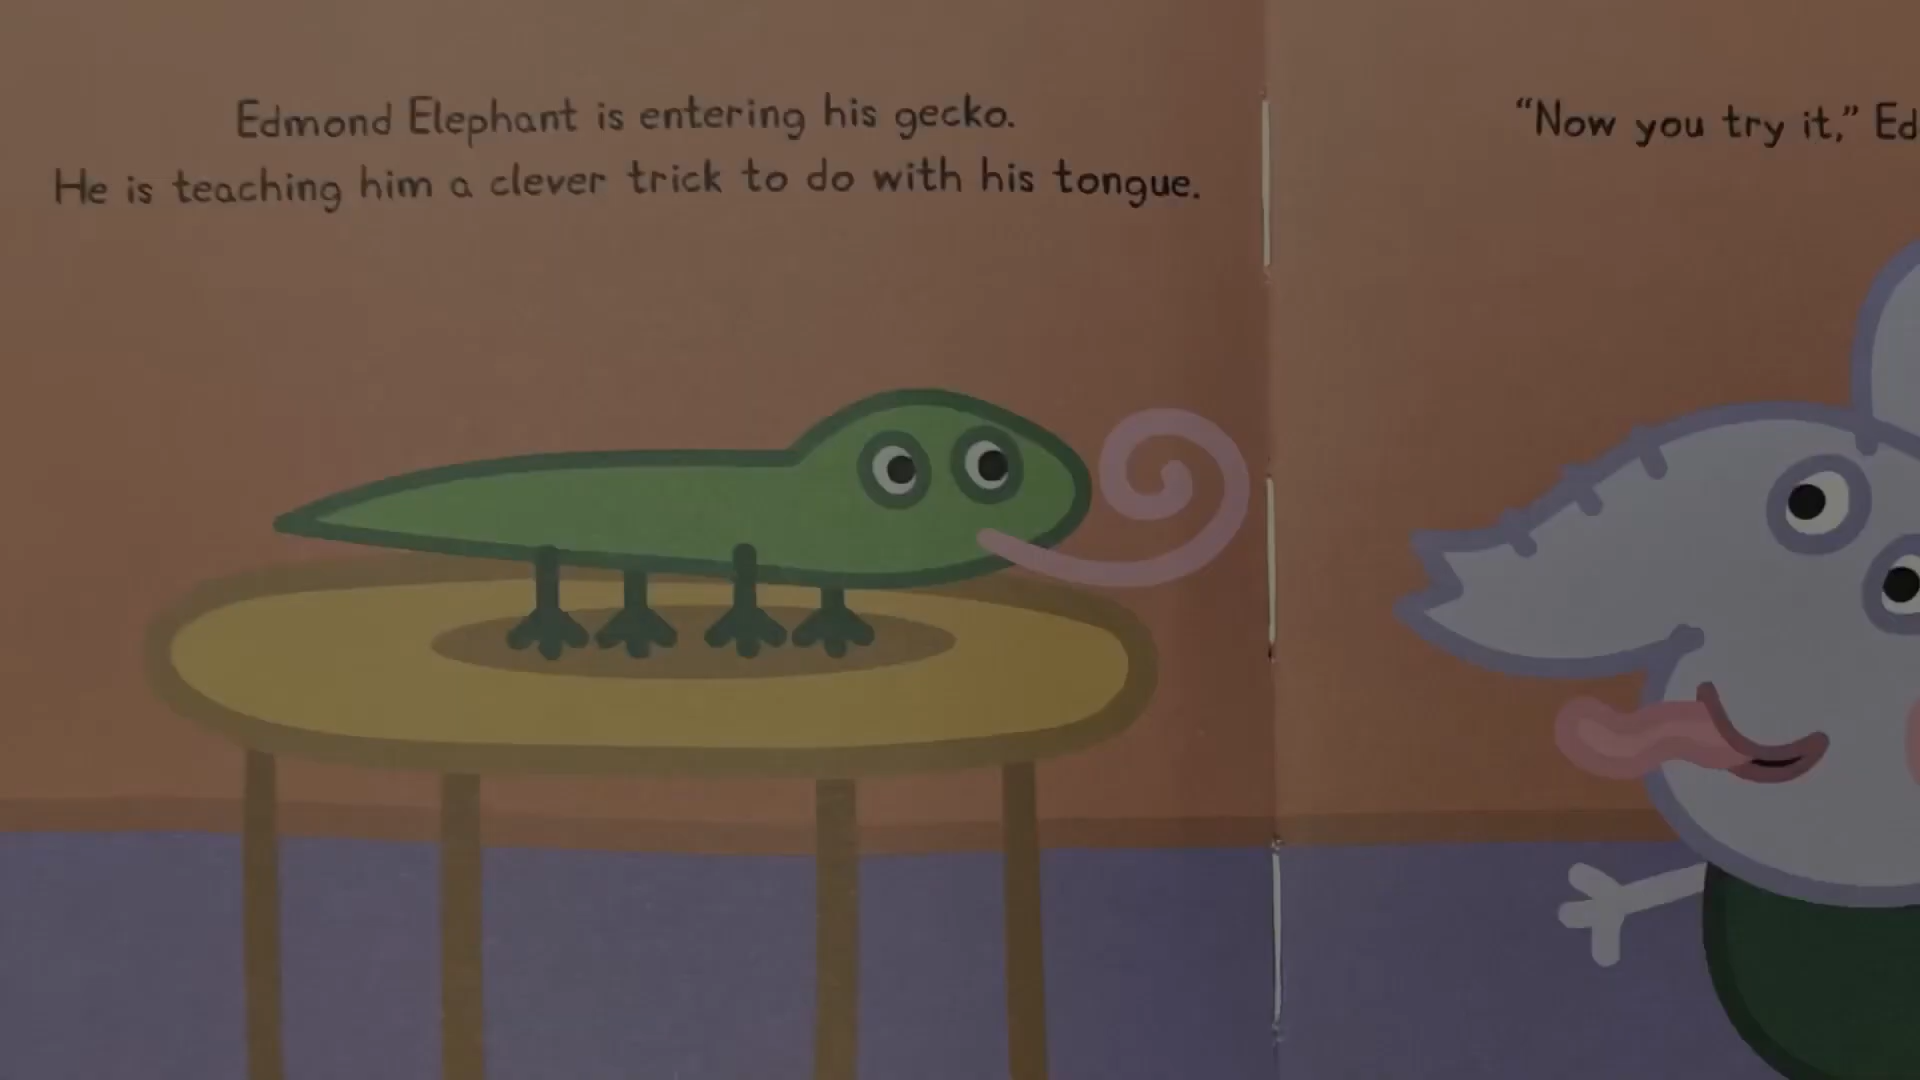 Edmond Elephant is entering his gecko.
He is teaching him a clever trick to do with his tongue.
“Now you try it,” Ed